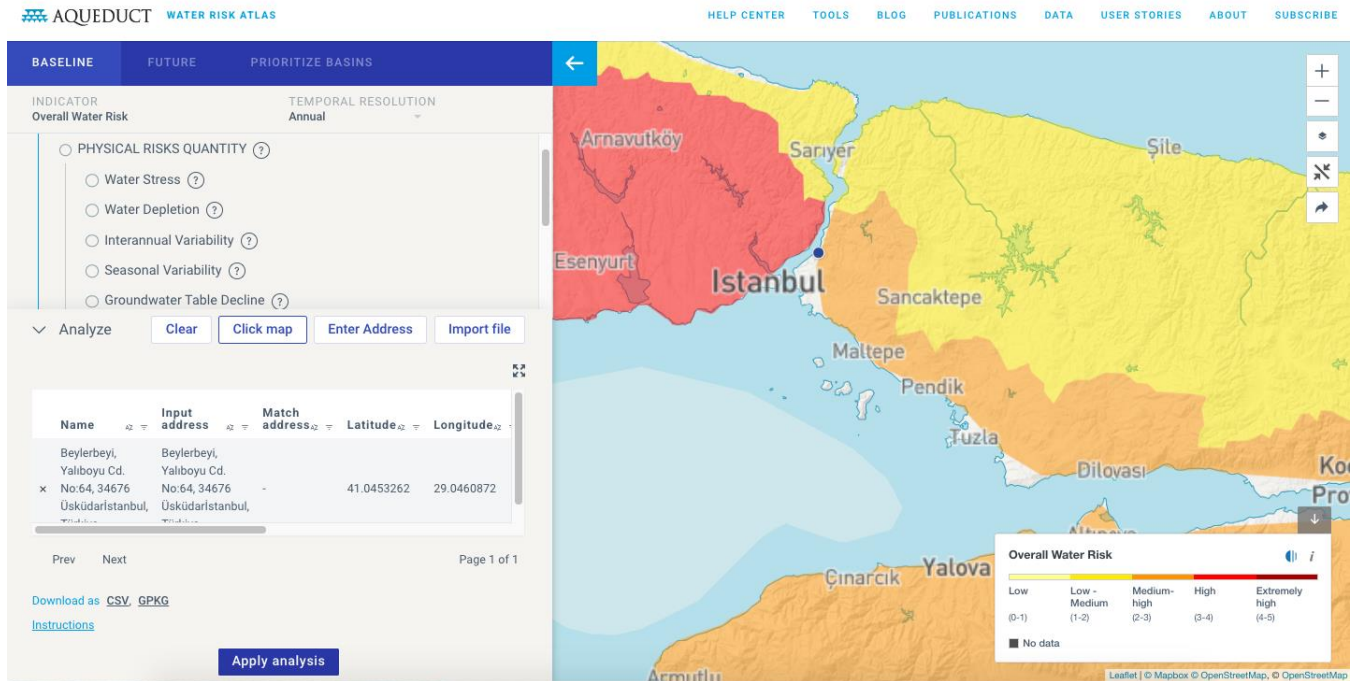 AQUEDUCT WATER RISK ATLAS
HELP CENTER TOOLS BLOG PUBLICATIONS DATA USER STORIES ABOUT SUBSCRIBE
BASELINE FUTURE PRIORITIZE BASINS
INDICATOR TEMPORAL RESOLUTION
Overall Water Risk Annual
PHYSICAL RISKS QUANTITY ?
Water Stress ?
Water Depletion ?
Interannual Variability ?
Seasonal Variability ?
Groundwater Table Decline ?
Analyze Clear Click map Enter Address Import file
Name Input address Match address Latitude Longitude
Beylerbeyi, Beylerbeyi,
Yalıboyu Cd. Yalıboyu Cd.
× No:64, 34676 No:64, 34676 - 41.0453262 29.0460872
Üsküdarİstanbul, Üsküdarİstanbul,
Prev Next Page 1 of 1
Download as CSV, GPKG
Instructions
Apply analysis
Arnavutköy
Sarıyer
Şile
Esenyurt
Istanbul
Sancaktepe
Maltepe
Pendik
Tuzla
Dilovası
Çınarcık
Yalova
Armutlu
+
−
Overall Water Risk i
Low Low - Medium Medium-high High Extremely high
(0-1) (1-2) (2-3) (3-4) (4-5)
No data
Leaflet | © Mapbox © OpenStreetMap, © OpenStreetMap